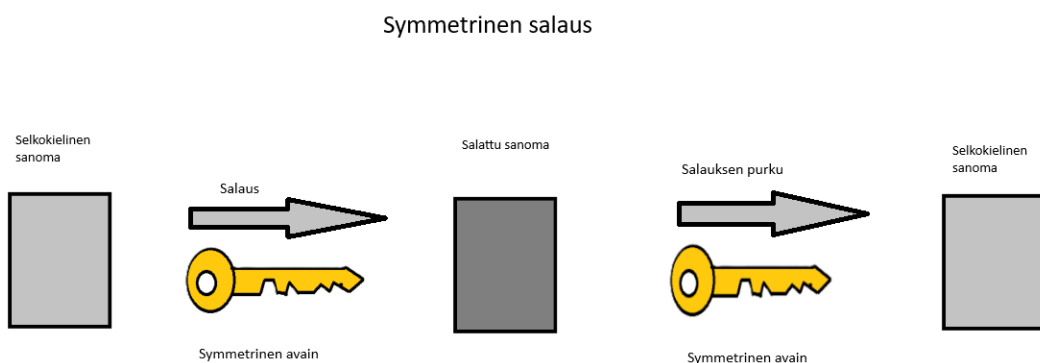 Symmetrinen salaus
Selkokielinen
sanoma
Salaus
Symmetrinen avain
Salattu sanoma
Salauksen purku
Symmetrinen avain
Selkokielinen
sanoma